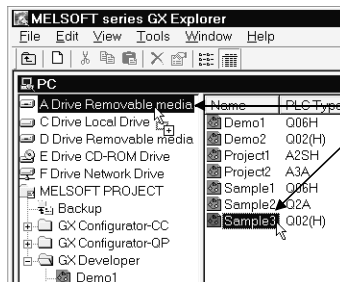 MELSOFT series GX Explorer
File Edit View Tools Window Help
PC
A Drive Removable media
C Drive Local Drive
D Drive Removable media
E Drive CD-ROM Drive
F Drive Network Drive
MELSOFT PROJECT
Backup
GX Configurator-CC
GX Configurator-QP
GX Developer
Demo1
Name PLC Type
Demo1 Q06H
Demo2 Q02(H)
Project1 A2SH
Project2 A3A
Sample1 Q06H
Sample2 Q2A
Sample3 Q02(H)